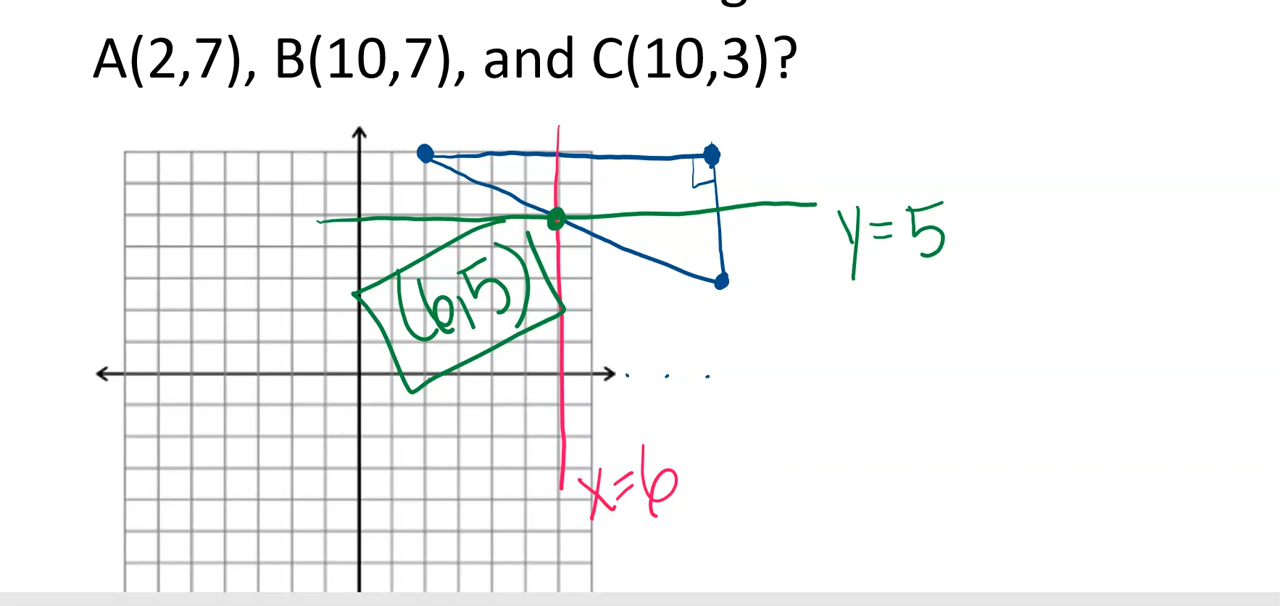 A(2,7), B(10,7), and C(10,3)?
y=5
(6,5)
x=6